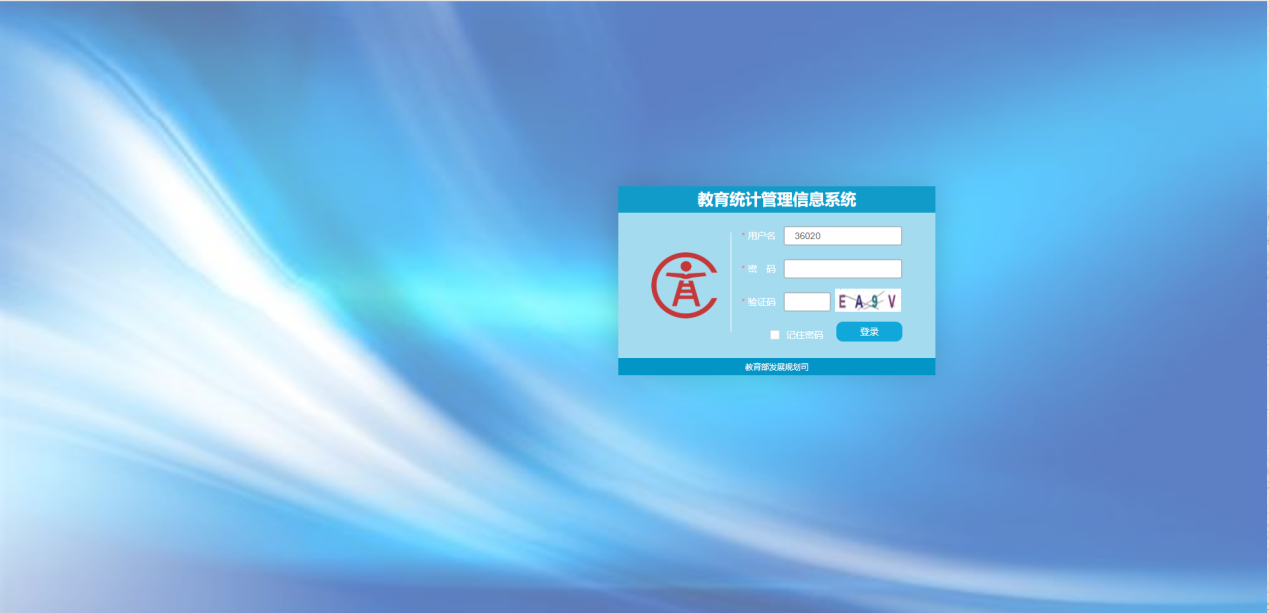 教育统计管理信息系统
* 用户名 36020
* 密 码
* 验证码 EA9V
记住密码 登录
教育部发展规划司